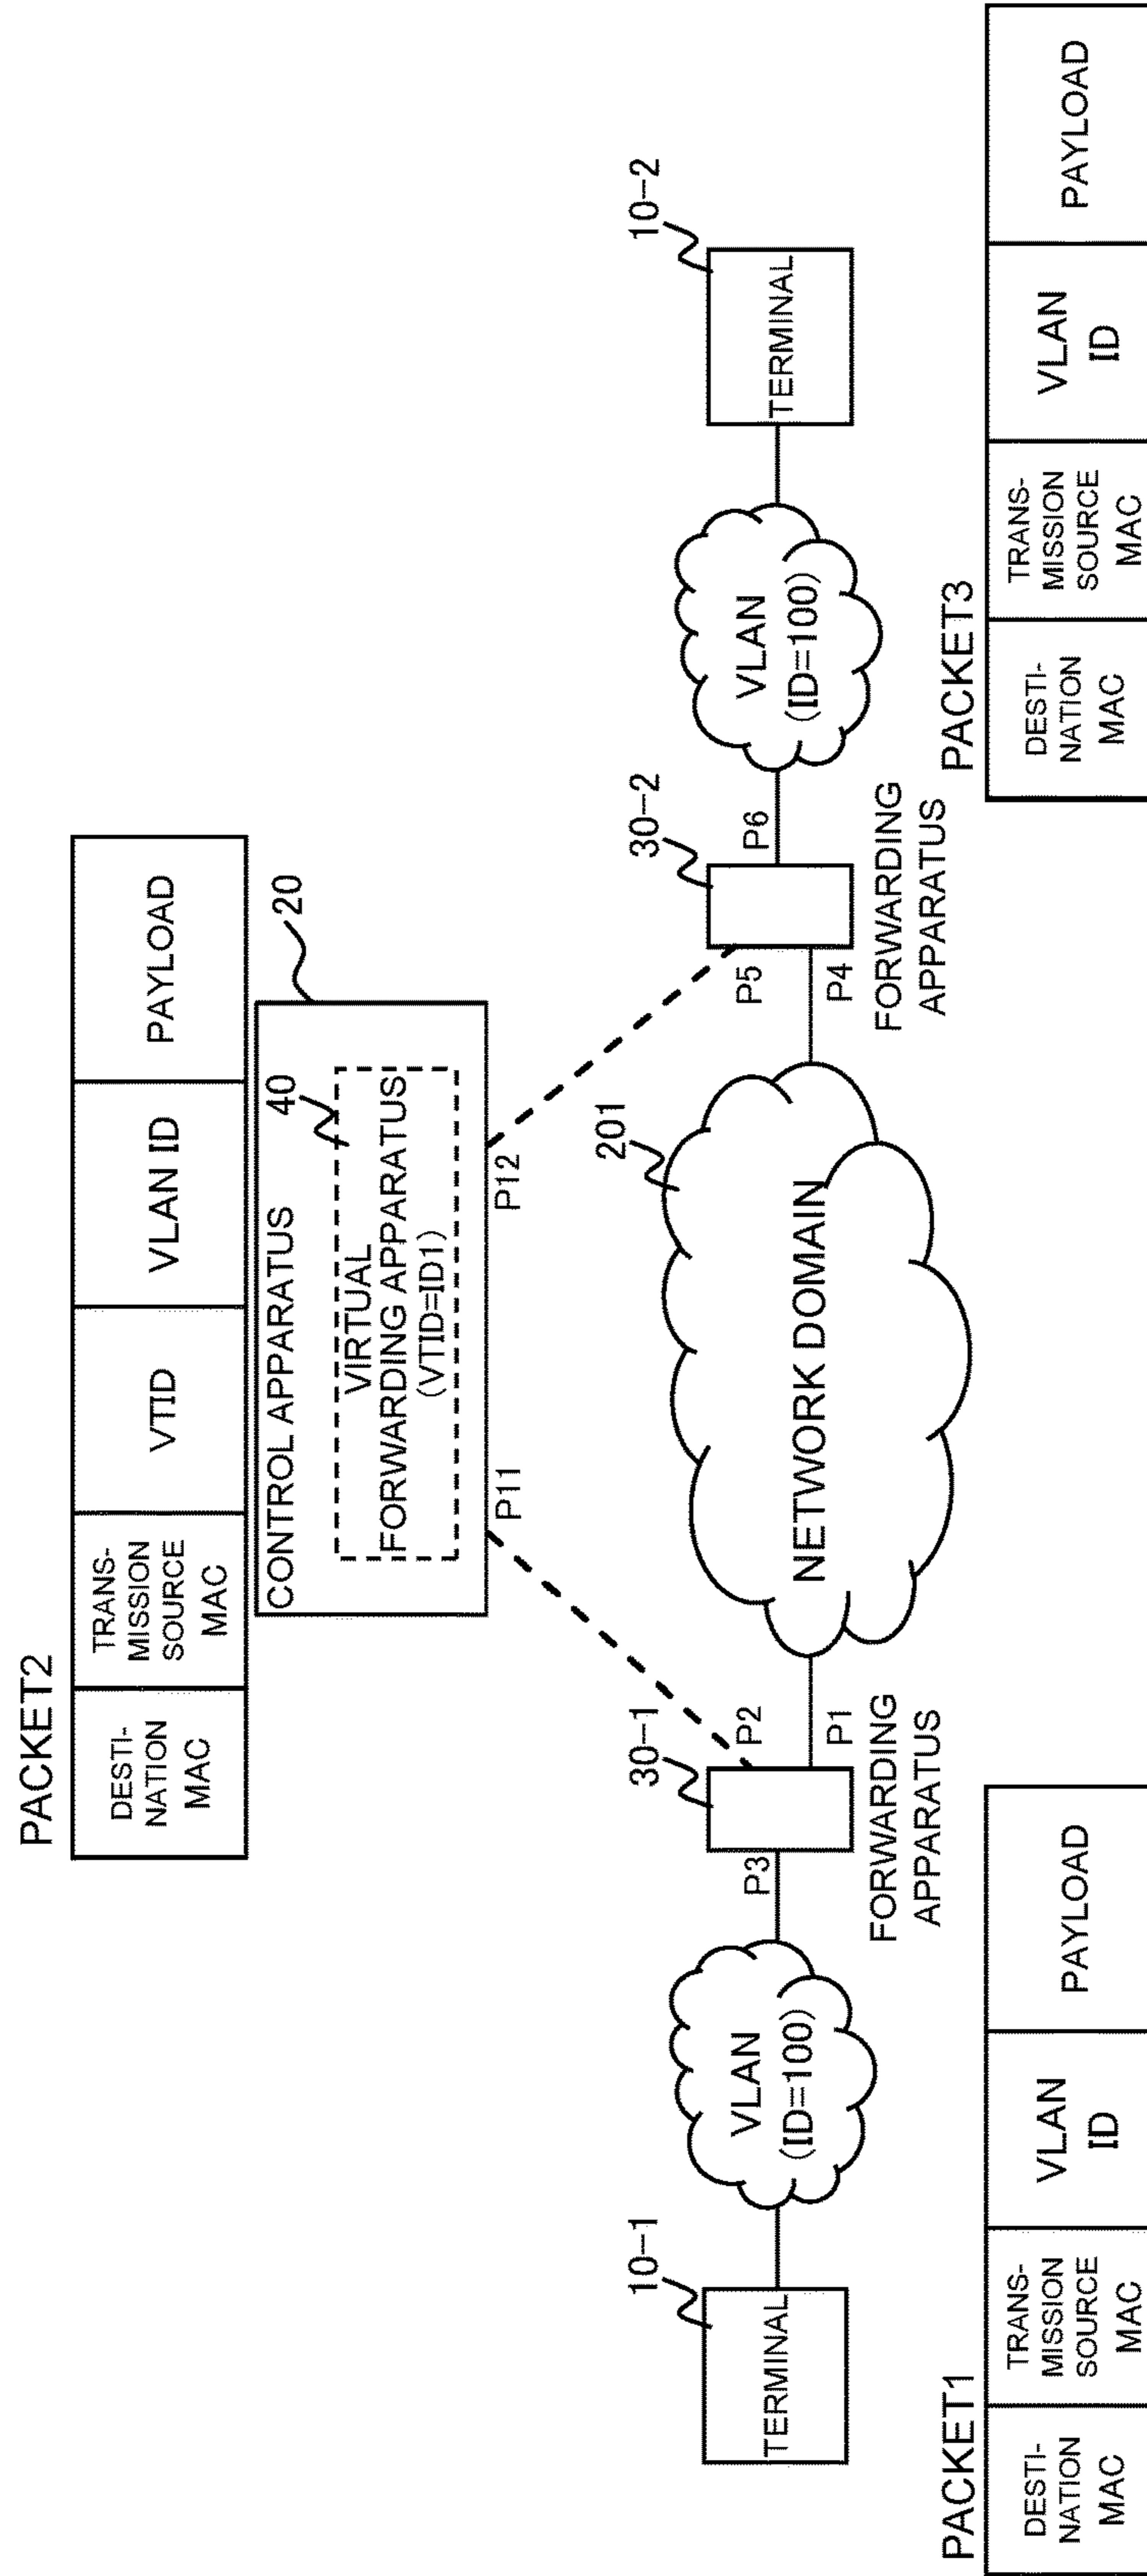 PACKET2
DESTI-
NATION
MAC
TRANS-
MISSION
SOURCE
MAC
VTID
VLAN ID
PAYLOAD
CONTROL APPARATUS
20
40
VIRTUAL
FORWARDING APPARATUS
(VTID=ID1)
P11
P12
10-1
TERMINAL
VLAN
(ID=100)
30-1
P3
P2
P1
FORWARDING
APPARATUS
201
NETWORK DOMAIN
30-2
P5
P4
P6
FORWARDING
APPARATUS
VLAN
(ID=100)
10-2
TERMINAL
PACKET1
DESTI-
NATION
MAC
TRANS-
MISSION
SOURCE
MAC
VLAN
ID
PAYLOAD
PACKET3
DESTI-
NATION
MAC
TRANS-
MISSION
SOURCE
MAC
VLAN
ID
PAYLOAD